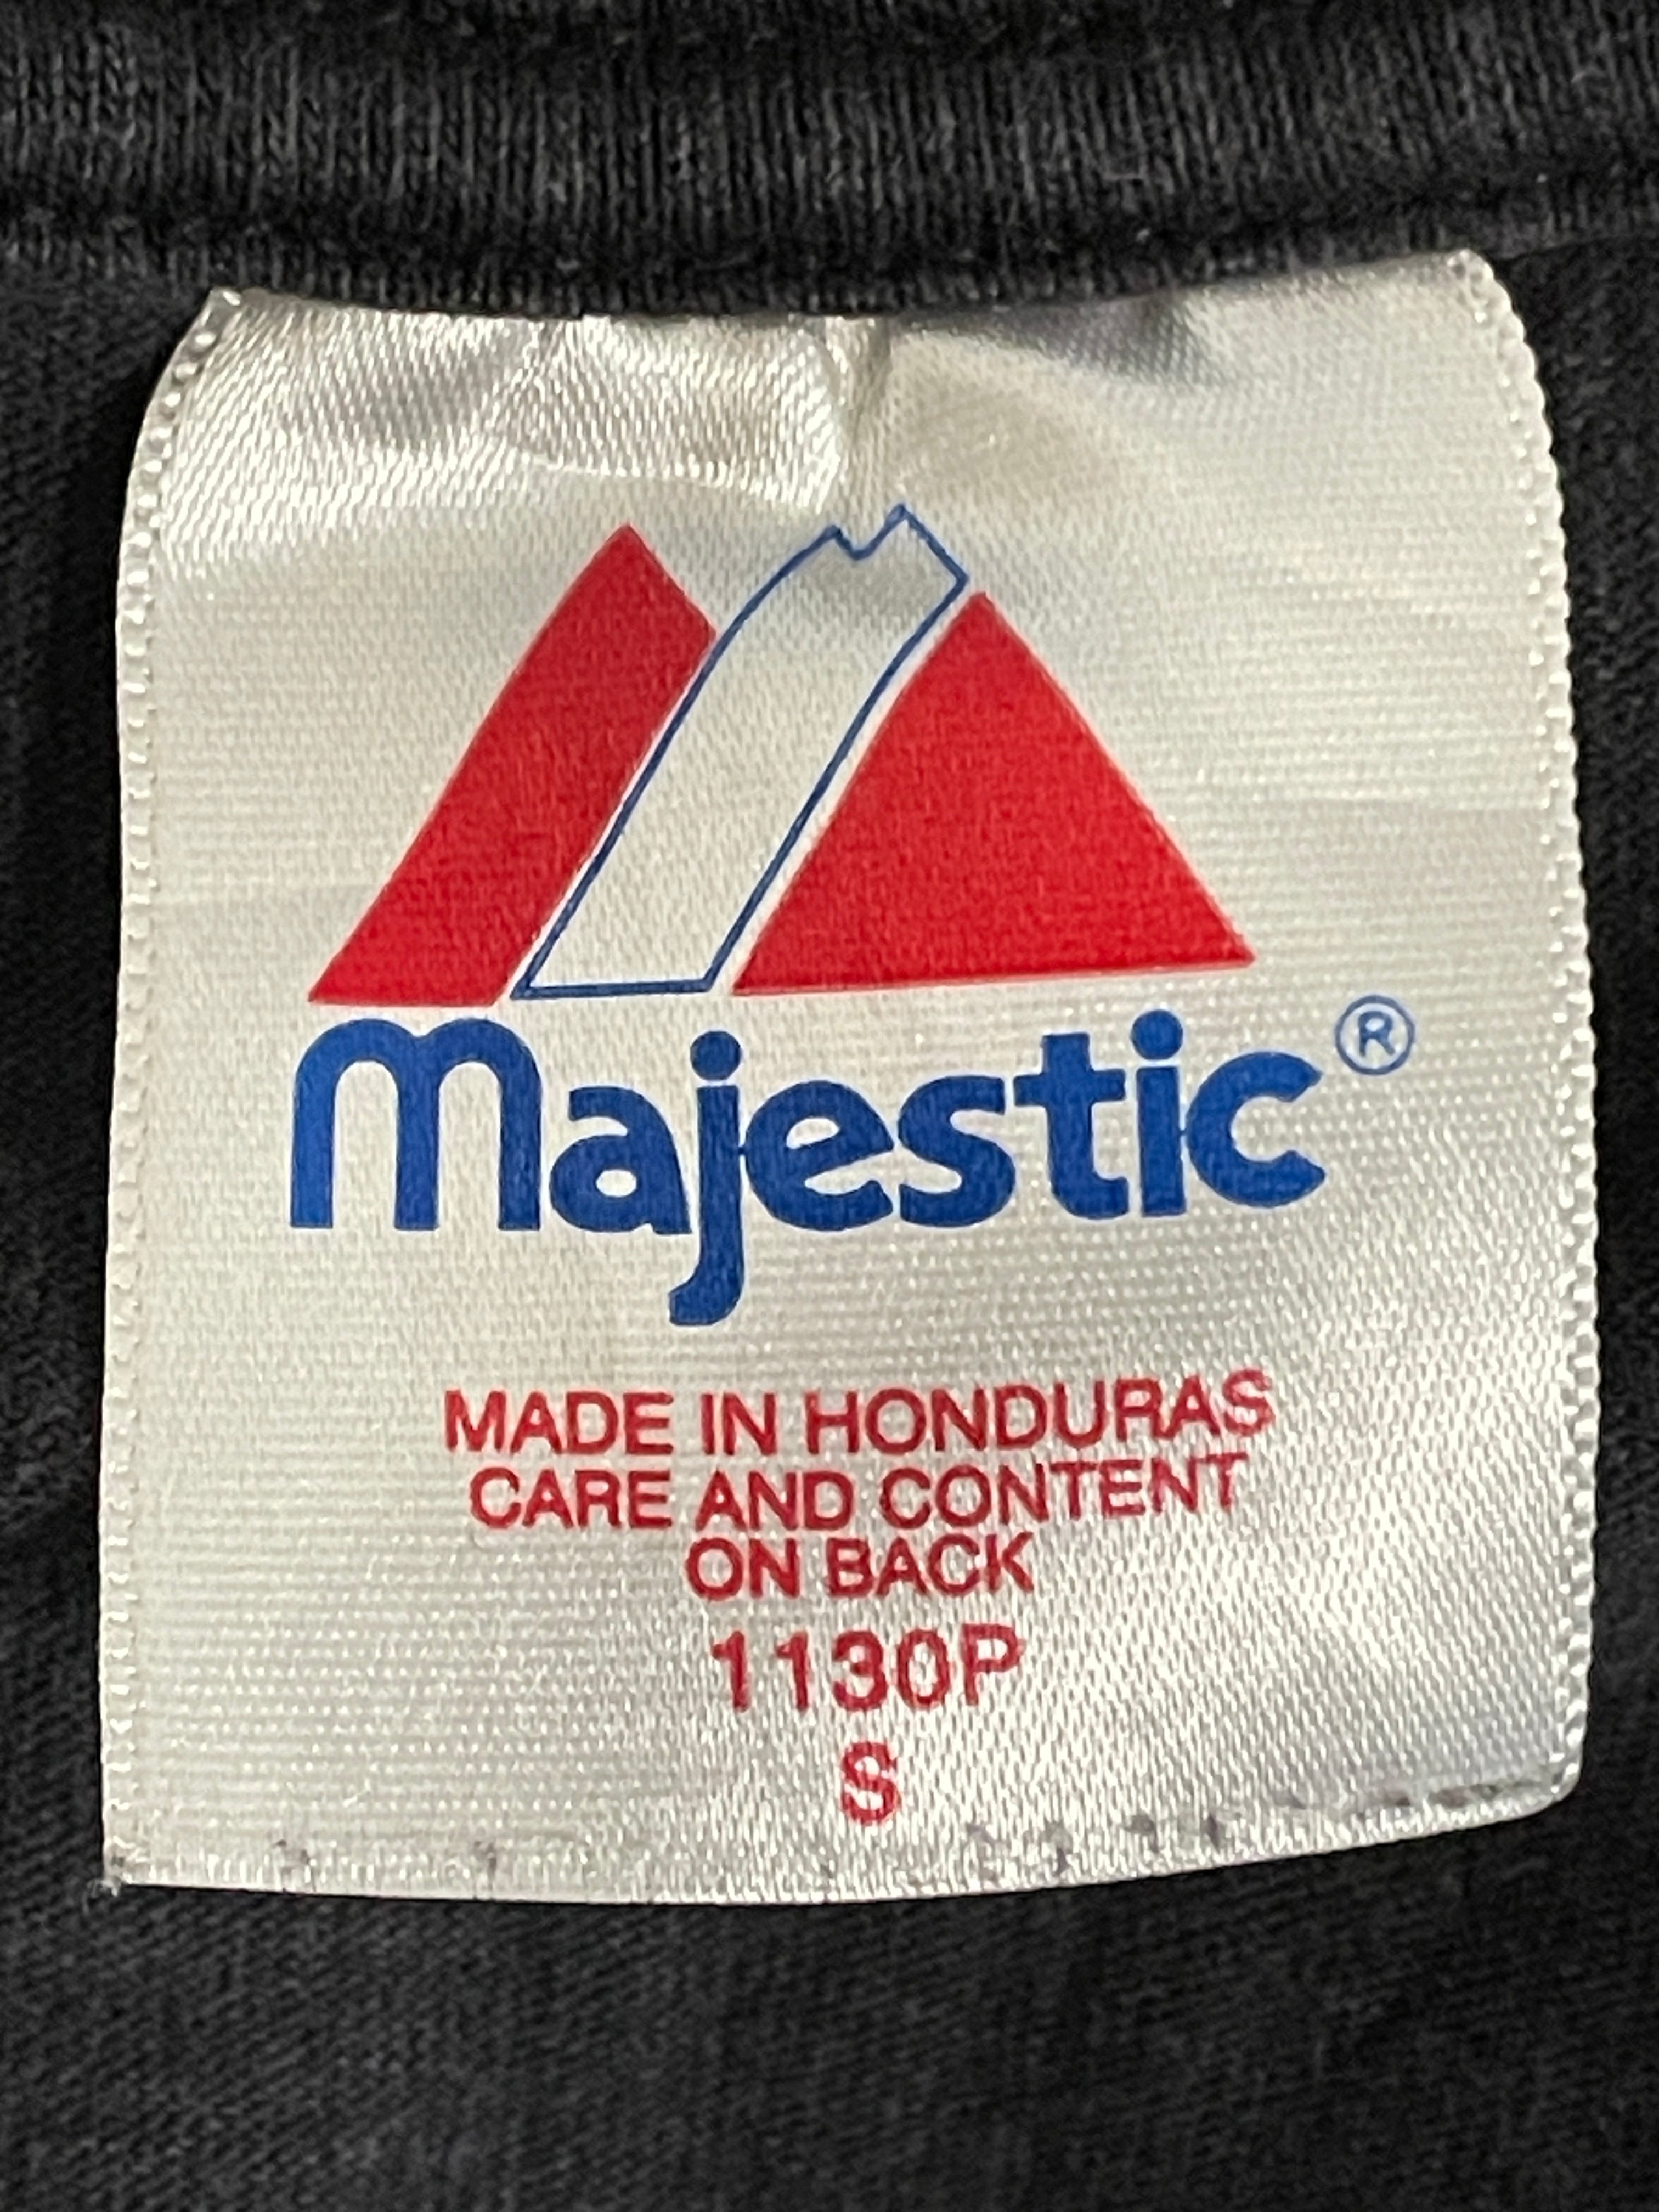 Majestic®
MADE IN HONDURAS
CARE AND CONTENT
ON BACK
1130P
S